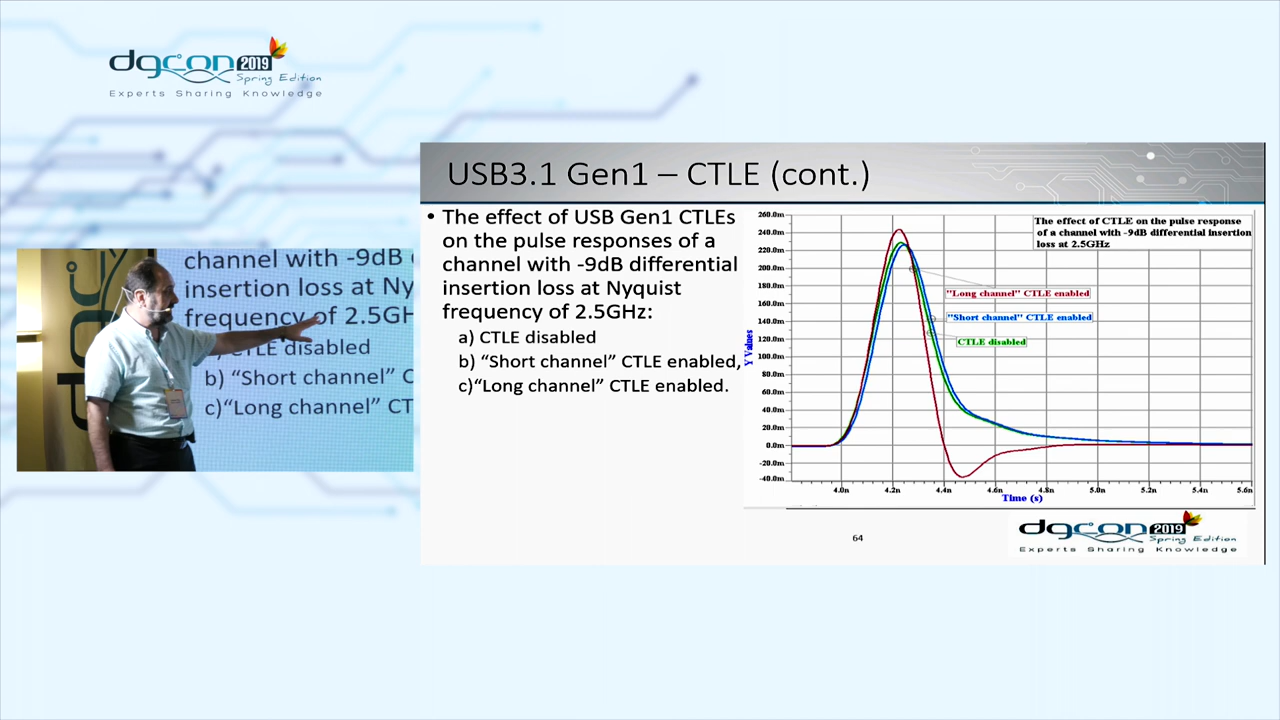 dgcon 2019
Spring Edition
Experts Sharing Knowledge
USB3.1 Gen1 – CTLE (cont.)
• The effect of USB Gen1 CTLEs
on the pulse responses of a
channel with -9dB differential
insertion loss at Nyquist
frequency of 2.5GHz:
a) CTLE disabled
b) “Short channel” CTLE enabled,
c)“Long channel” CTLE enabled.
The effect of CTLE on the pulse response
of a channel with -9dB differential insertion
loss at 2.5GHz
"Long channel" CTLE enabled
"Short channel" CTLE enabled
CTLE disabled
Y Values
260.0m
240.0m
220.0m
200.0m
180.0m
160.0m
140.0m
120.0m
100.0m
80.0m
60.0m
40.0m
20.0m
0.0m
-20.0m
-40.0m
4.0n 4.2n 4.4n 4.6n 4.8n 5.0n 5.2n 5.4n 5.6n
Time (s)
64
dgcon 2019
Spring Edition
Experts Sharing Knowledge
channel with -9dB
insertion loss at Ny
frequency of 2.5GH
CTLE disabled
b) “Short channel” C
c)“Long channel” CT
dgc